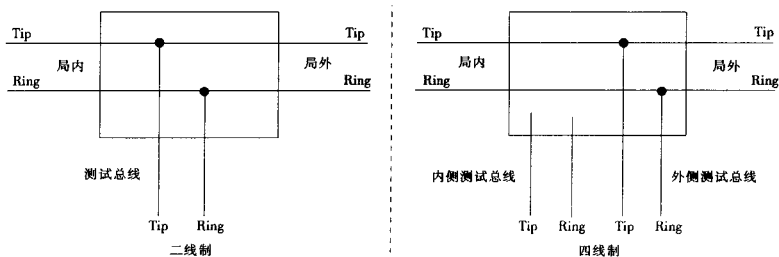 Tip Tip
局内 局外
Ring Ring
测试总线
Tip Ring
二线制
Tip Tip
局内 局外
Ring Ring
内侧测试总线 外侧测试总线
Tip Ring Tip Ring
四线制